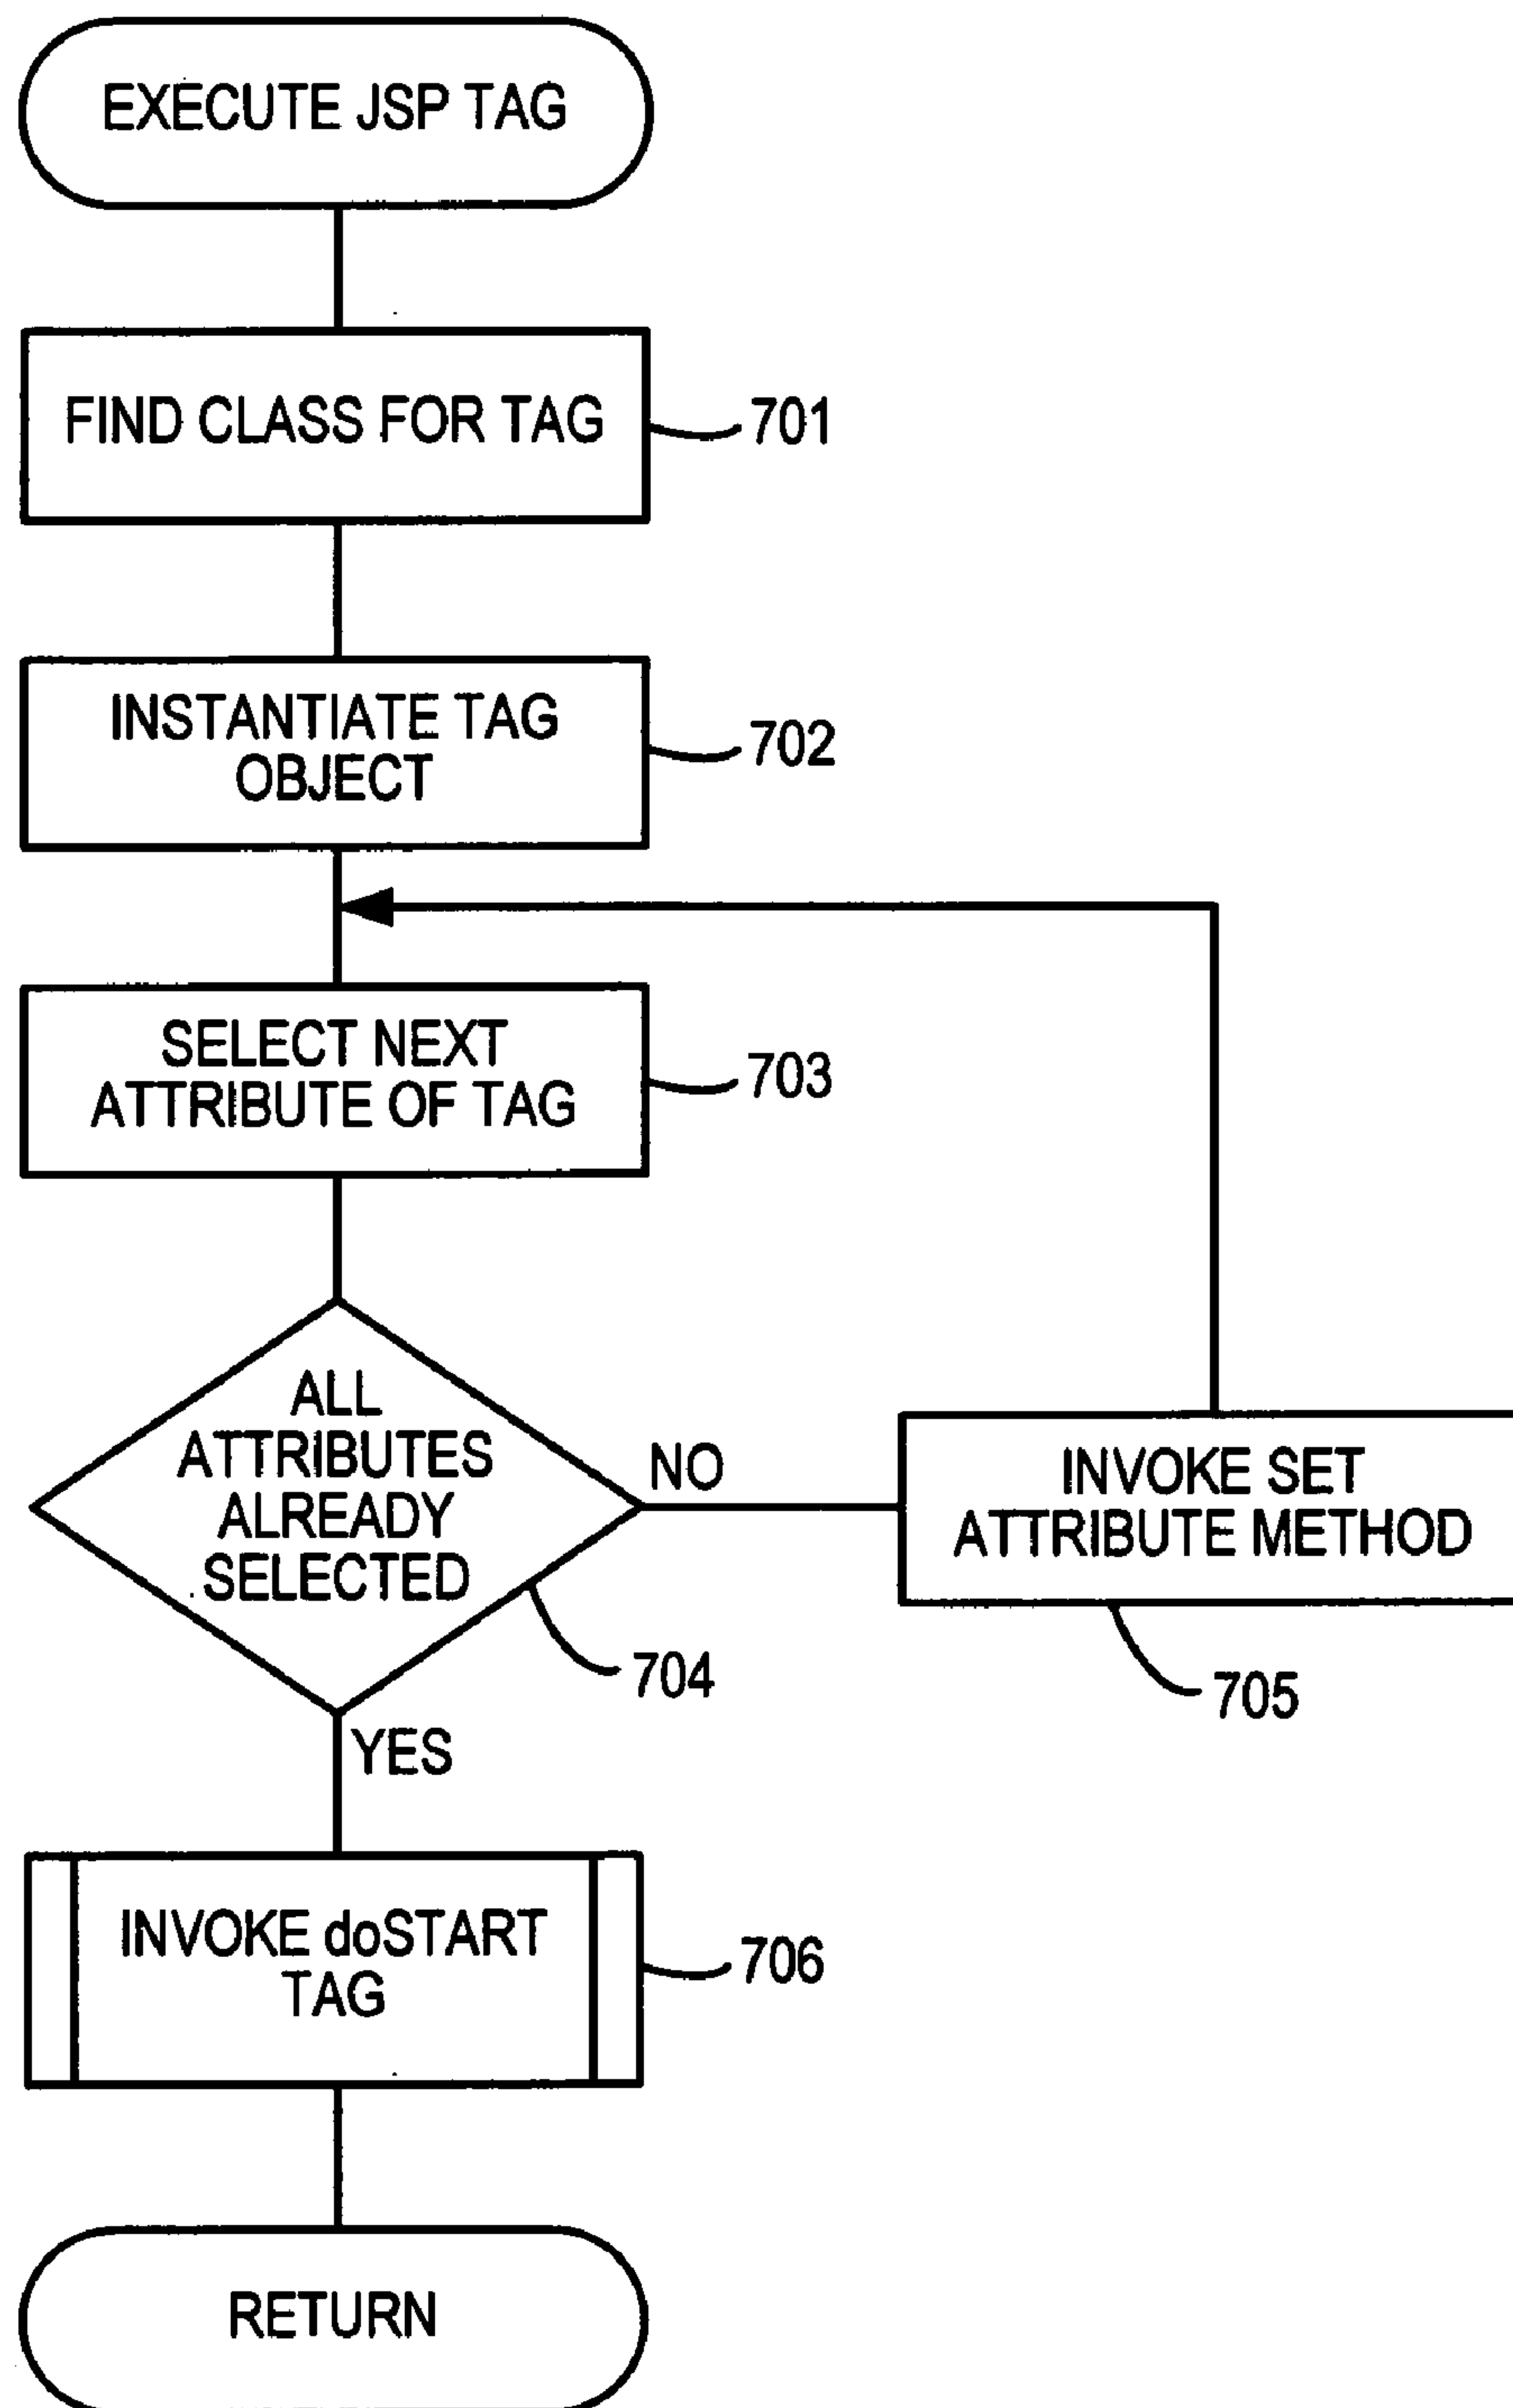 EXECUTE JSP TAG
FIND CLASS FOR TAG
701
INSTANTIATE TAG
OBJECT
702
SELECT NEXT
ATTRIBUTE OF TAG
703
ALL
ATTRIBUTES
ALREADY
SELECTED
704
NO
INVOKE SET
ATTRIBUTE METHOD
705
YES
INVOKE doSTART
TAG
706
RETURN